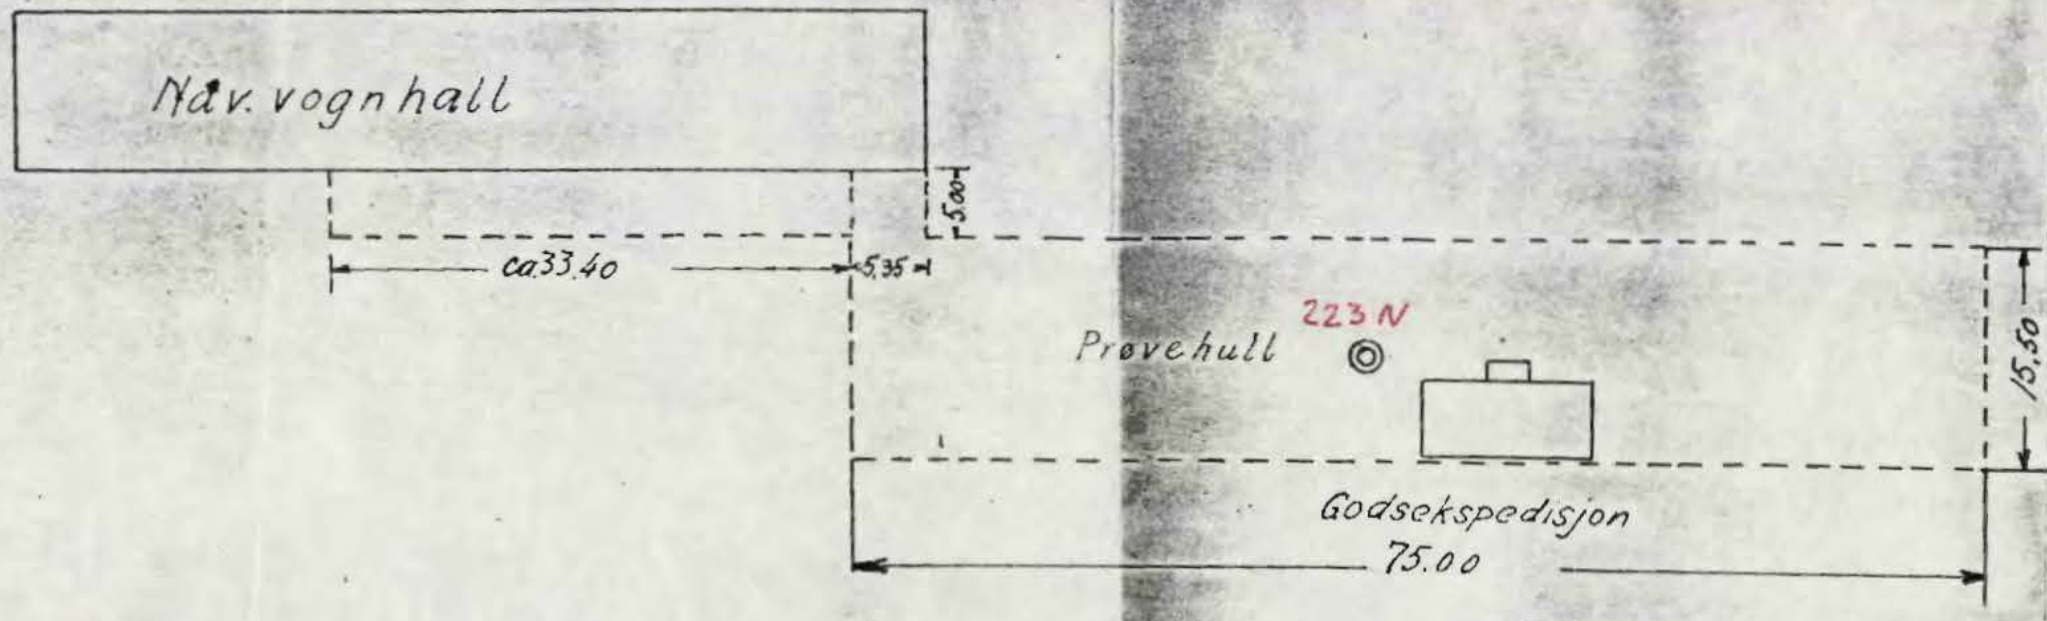 Nåv. vognhall
5.00
ca 33.40
5.35
223 N
Prøvehull
15.50
Godsekspedisjon
75.00